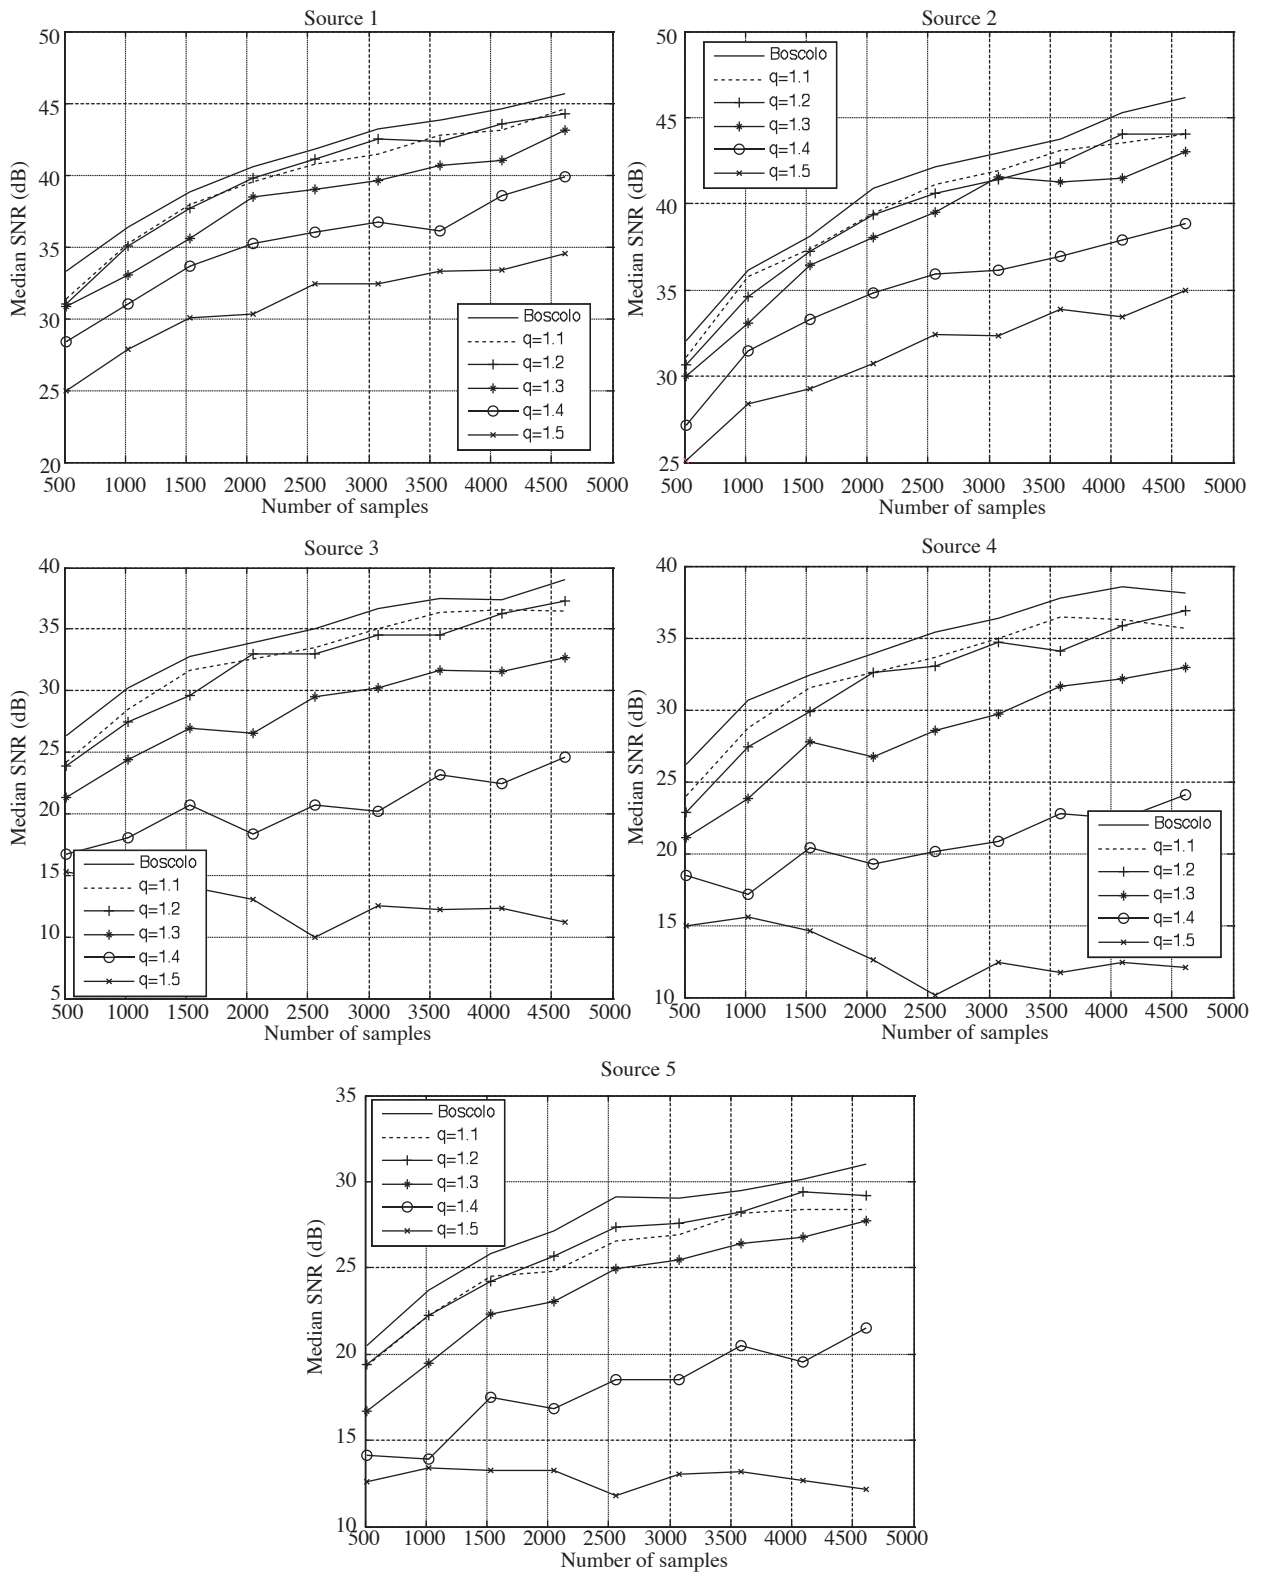 Source 1
50
45
40
35
30
25
20
Median SNR (dB)
Boscolo
q=1.1
q=1.2
q=1.3
q=1.4
q=1.5
500 1000 1500 2000 2500 3000 3500 4000 4500 5000
Number of samples
Source 2
50
45
40
35
30
25
Median SNR (dB)
Boscolo
q=1.1
q=1.2
q=1.3
q=1.4
q=1.5
500 1000 1500 2000 2500 3000 3500 4000 4500 5000
Number of samples
Source 3
40
35
30
25
20
15
10
5
Median SNR (dB)
Boscolo
q=1.1
q=1.2
q=1.3
q=1.4
q=1.5
500 1000 1500 2000 2500 3000 3500 4000 4500 5000
Number of samples
Source 4
40
35
30
25
20
15
10
Median SNR (dB)
Boscolo
q=1.1
q=1.2
q=1.3
q=1.4
q=1.5
500 1000 1500 2000 2500 3000 3500 4000 4500 5000
Number of samples
Source 5
35
30
25
20
15
10
Median SNR (dB)
Boscolo
q=1.1
q=1.2
q=1.3
q=1.4
q=1.5
500 1000 1500 2000 2500 3000 3500 4000 4500 5000
Number of samples